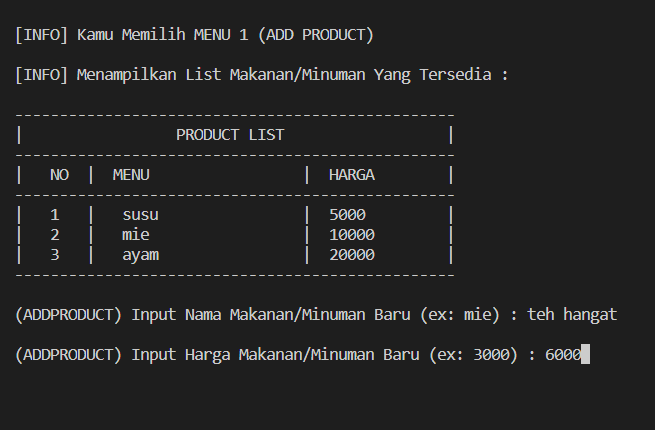 [INFO] Kamu Memilih MENU 1 (ADD PRODUCT)
[INFO] Menampilkan List Makanan/Minuman Yang Tersedia :
-------------------------------------------------
| PRODUCT LIST |
-------------------------------------------------
| NO | MENU | HARGA |
-------------------------------------------------
| 1 | susu | 5000 |
| 2 | mie | 10000 |
| 3 | ayam | 20000 |
-------------------------------------------------
(ADDPRODUCT) Input Nama Makanan/Minuman Baru (ex: mie) : teh hangat
(ADDPRODUCT) Input Harga Makanan/Minuman Baru (ex: 3000) : 6000